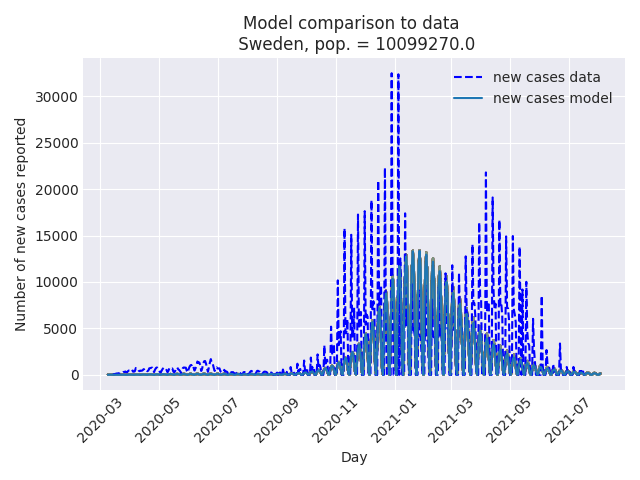 Model comparison to data
Sweden, pop. = 10099270.0
new cases data
new cases model
Number of new cases reported
30000
25000
20000
15000
10000
5000
0
2020-03
2020-05
2020-07
2020-09
2020-11
2021-01
2021-03
2021-05
2021-07
Day